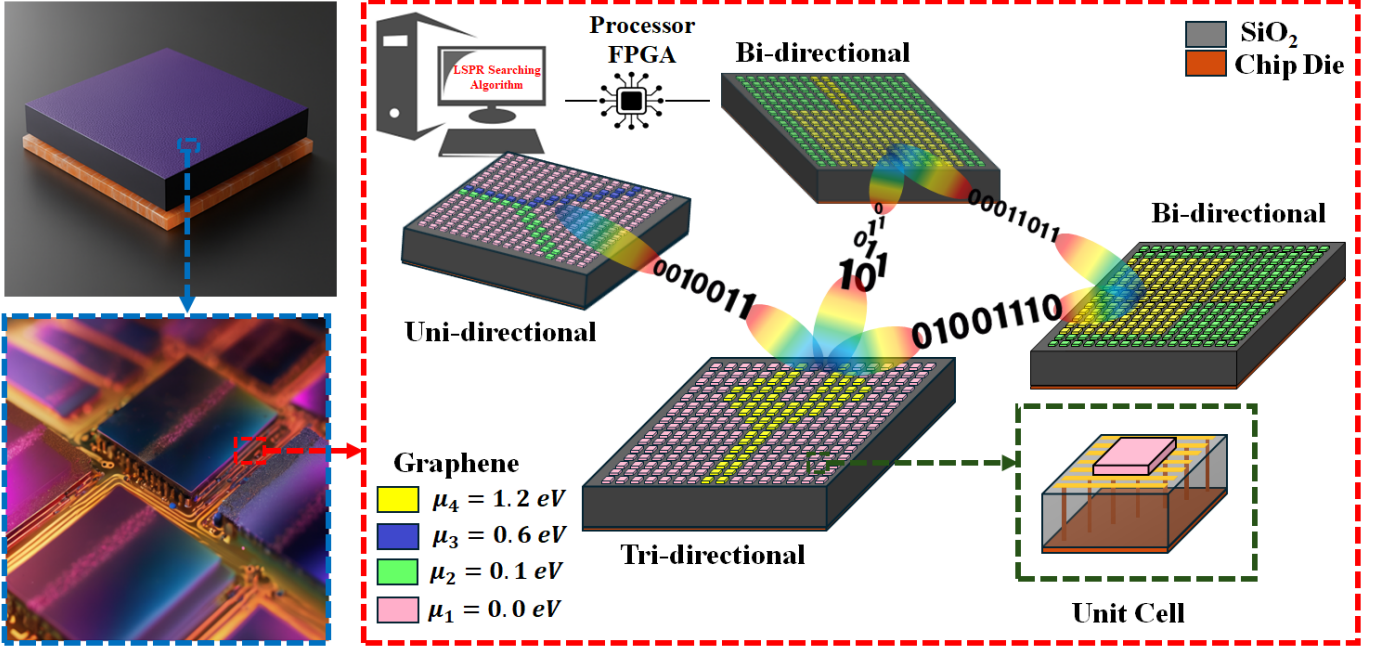 Processor
FPGA
LSPR Searching
Algorithm
Bi-directional
SiO₂
Chip Die
Bi-directional
00011011
0
011
011
101
0010011
01001110
Uni-directional
Graphene
μ₄ = 1.2 eV
μ₃ = 0.6 eV
μ₂ = 0.1 eV
μ₁ = 0.0 eV
Tri-directional
Unit Cell